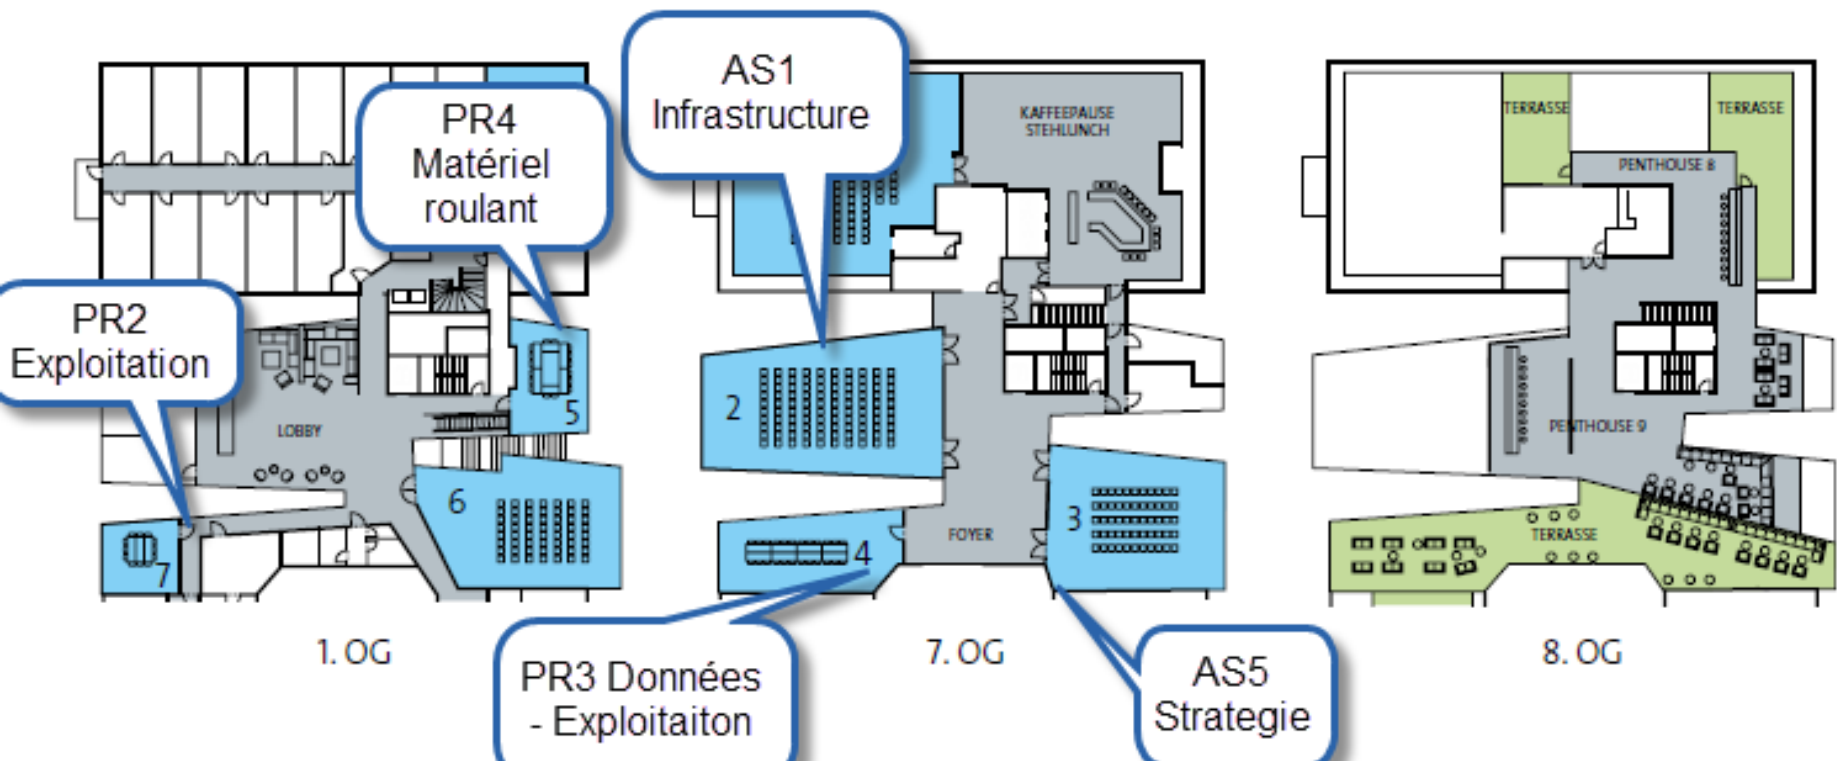 AS1
Infrastructure
PR4
Matériel
roulant
PR2
Exploitation
LOBBY
5
6
7
1. OG
KAFFEEPAUSE
STEHLUNCH
2
3
4
FOYER
7. OG
PR3 Données
- Exploitaiton
AS5
Strategie
TERRASSE
TERRASSE
PENTHOUSE 8
PENTHOUSE 9
TERRASSE
8. OG